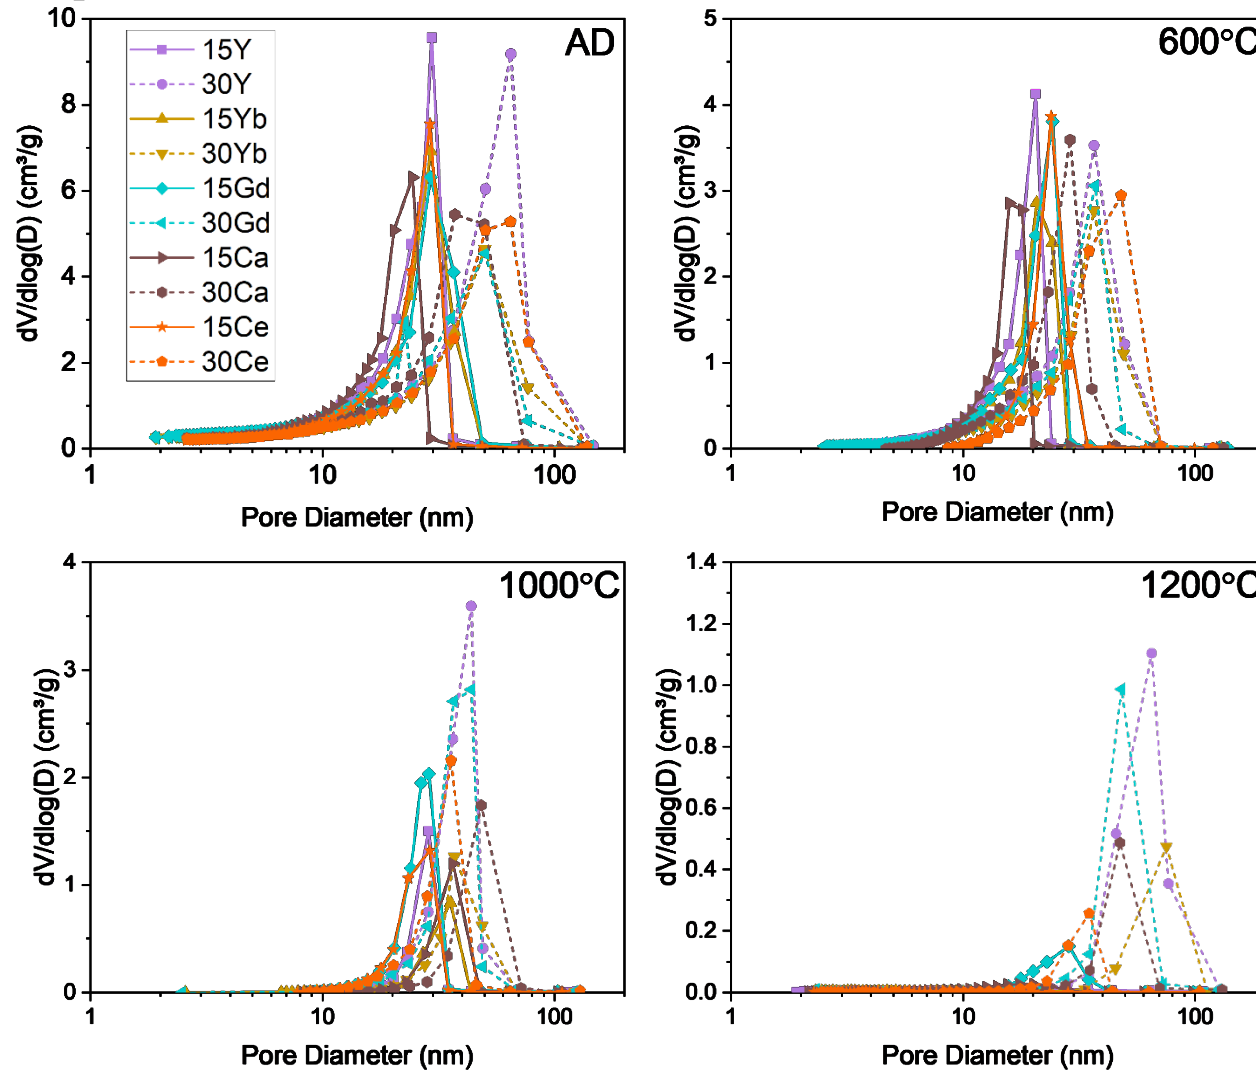 AD
10
8
6
4
2
0
1
10
100
dV/dlog(D) (cm³/g)
Pore Diameter (nm)
15Y
30Y
15Yb
30Yb
15Gd
30Gd
15Ca
30Ca
15Ce
30Ce
600°C
5
4
3
2
1
0
1
10
100
dV/dlog(D) (cm³/g)
Pore Diameter (nm)
1000°C
4
3
2
1
0
1
10
100
dV/dlog(D) (cm³/g)
Pore Diameter (nm)
1200°C
1.4
1.2
1.0
0.8
0.6
0.4
0.2
0.0
1
10
100
dV/dlog(D) (cm³/g)
Pore Diameter (nm)